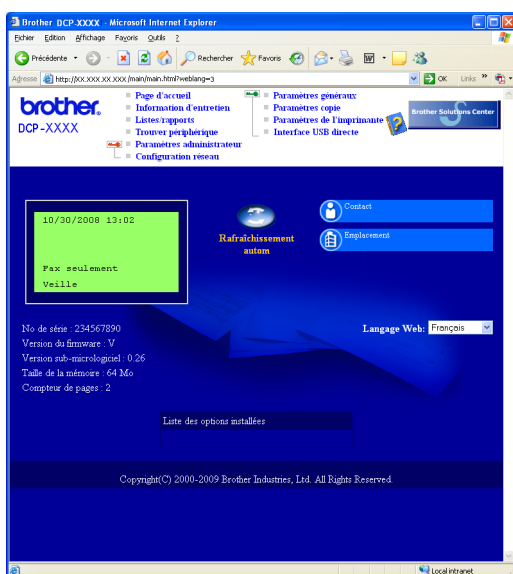 Brother DCP-XXXX - Microsoft Internet Explorer
Fichier Edition Affichage Favoris Outils ?
Précédente Rechercher Favoris
Adresse http://XX.XXX.XX.XXX/main/main.html?weblang=3 OK Links »
brother.
DCP-XXXX
Page d'accueil
Information d'entretien
Listes/rapports
Trouver périphérique
Paramètres administrateur
Configuration réseau
Paramètres généraux
Paramètres copie
Paramètres de l'imprimante
Interface USB directe
Brother Solutions Center
10/30/2008 13:02
Fax seulement
Veille
Rafraîchissement
autom
Contact
Emplacement
No de série : 234567890
Version du firmware : V
Version sub-micrologiciel : 0.26
Taille de la mémoire : 64 Mo
Compteur de pages : 2
Langage Web: Français
Liste des options installées
Copyright(C) 2000-2009 Brother Industries, Ltd. All Rights Reserved.
Local intranet